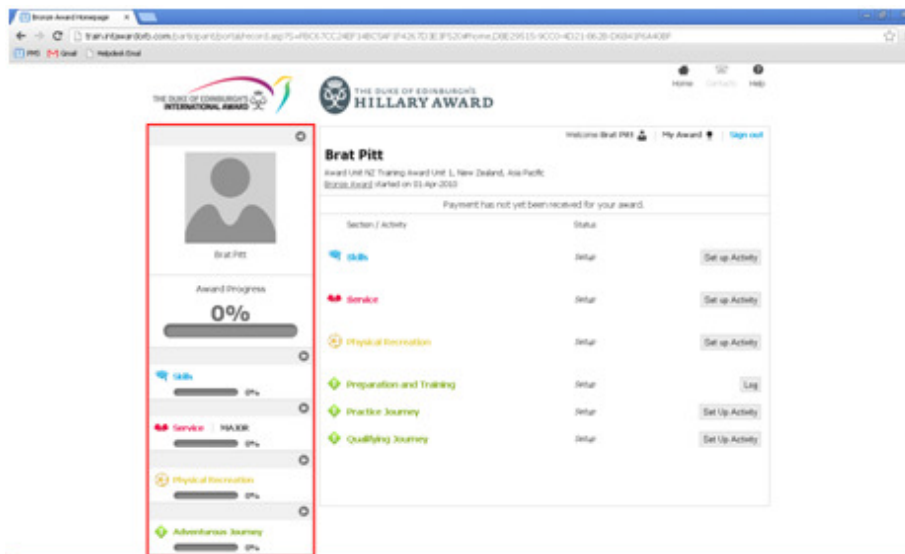 Bronze Award Homepage
PMS Gmail Helpdesk Email
THE DUKE OF EDINBURGH'S
INTERNATIONAL AWARD
THE DUKE OF EDINBURGH'S
HILLARY AWARD
Home Contacts Help
Welcome Brat Pitt My Award Sign out
Brat Pitt
Award Unit NZ Training Award Unit 1, New Zealand, Asia Pacific
Bronze Award started on 01-Apr-2010
Payment has not yet been received for your award.
Section / Activity Status
Skills Setup Set up Activity
Service Setup Set up Activity
Physical Recreation Setup Set up Activity
Preparation and Training Setup Log
Practice Journey Setup Set Up Activity
Qualifying Journey Setup Set Up Activity
Brat Pitt
Award Progress
0%
Skills
0%
Service MAJOR
0%
Physical Recreation
0%
Adventurous Journey
0%